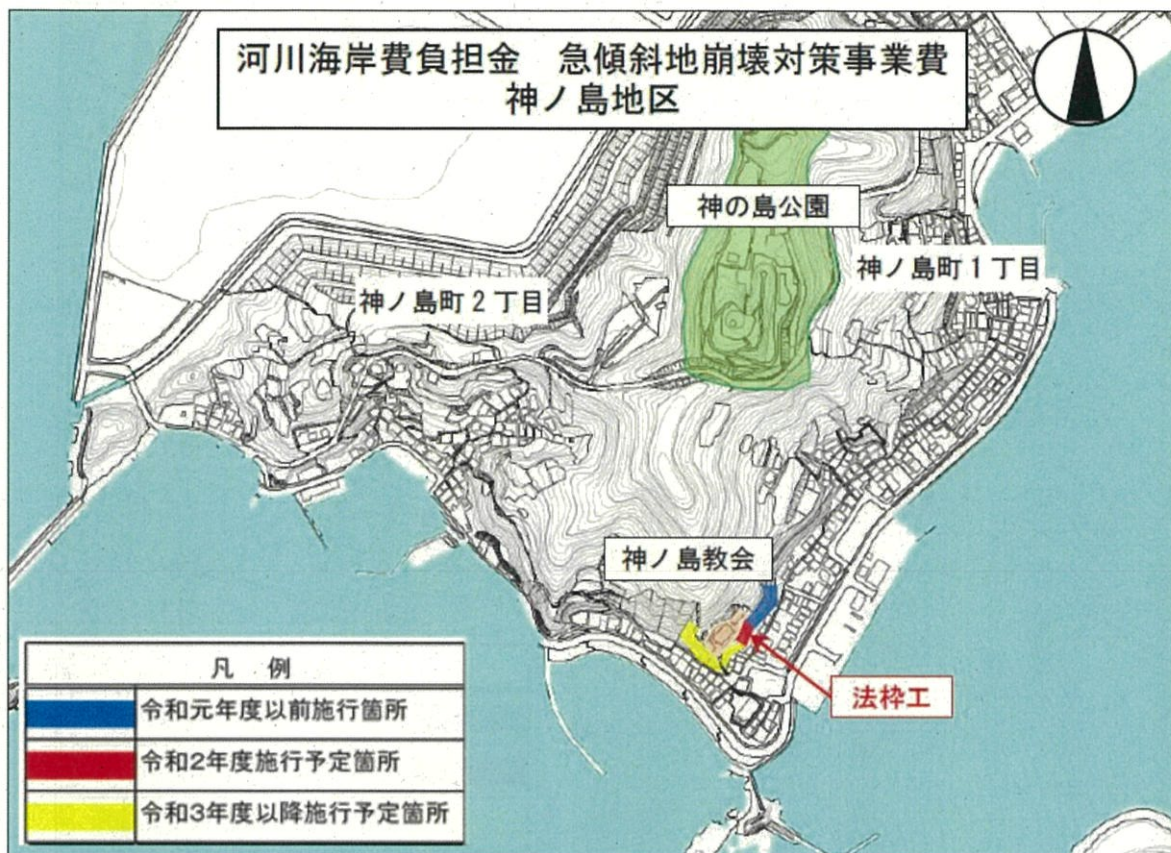 河川海岸費負担金　急傾斜地崩壊対策事業費
神ノ島地区
神の島公園
神ノ島町1丁目
神ノ島町2丁目
神ノ島教会
法枠工
凡 例
令和元年度以前施行箇所
令和2年度施行予定箇所
令和3年度以降施行予定箇所